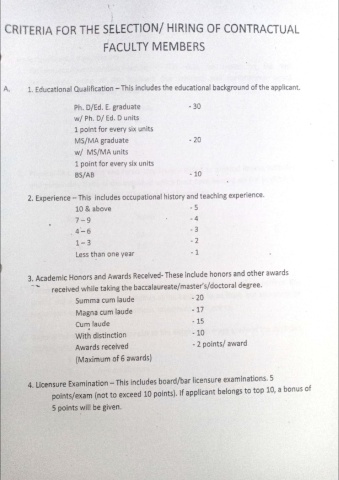 CRITERIA FOR THE SELECTION/ HIRING OF CONTRACTUAL
FACULTY MEMBERS
A. 1. Educational Qualification – This includes the educational background of the applicant.
Ph. D/Ed. E. graduate - 30
w/ Ph. D/ Ed. D units
1 point for every six units
MS/MA graduate - 20
w/ MS/MA units
1 point for every six units
BS/AB - 10
2. Experience – This includes occupational history and teaching experience.
10 & above - 5
7 – 9 - 4
4 – 6 - 3
1 – 3 - 2
Less than one year - 1
3. Academic Honors and Awards Received- These include honors and other awards
received while taking the baccalaureate/master's/doctoral degree.
Summa cum laude - 20
Magna cum laude - 17
Cum laude - 15
With distinction - 10
Awards received - 2 points/ award
(Maximum of 6 awards)
4. Licensure Examination – This includes board/bar licensure examinations. 5
points/exam (not to exceed 10 points). If applicant belongs to top 10, a bonus of
5 points will be given.